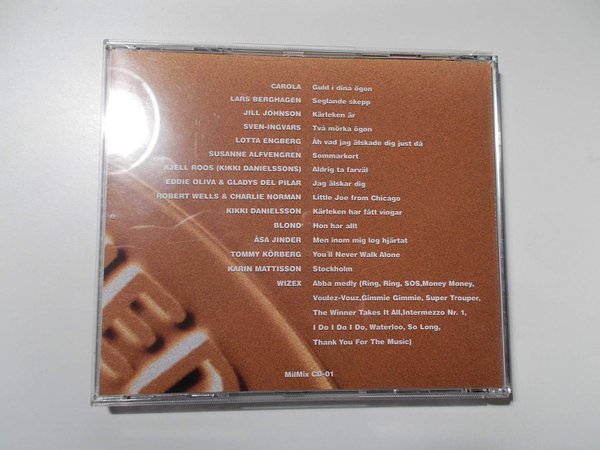 CAROLA Guld i dina ögon
LARS BERGHAGEN Seglande skepp
JILL JOHNSON Kärleken är
SVEN-INGVARS Två mörka ögon
LOTTA ENGBERG Åh vad jag älskade dig just då
SUSANNE ALFVENGREN Sommarkort
KJELL ROOS (KIKKI DANIELSSONS) Aldrig ta farväl
EDDIE OLIVA & GLADYS DEL PILAR Jag älskar dig
ROBERT WELLS & CHARLIE NORMAN Little Joe from Chicago
KIKKI DANIELSSON Kärleken har fått vingar
BLOND Hon har allt
ÅSA JINDER Men inom mig log hjärtat
TOMMY KÖRBERG You'll Never Walk Alone
KARIN MATTISSON Stockholm
WIZEX Abba medly (Ring, Ring, SOS,Money Money,
Voulez-Vouz,Gimmie Gimmie, Super Trouper,
The Winner Takes It All,Intermezzo Nr. 1,
I Do I Do I Do, Waterloo, So Long,
Thank You For The Music)
MilMix CD-01